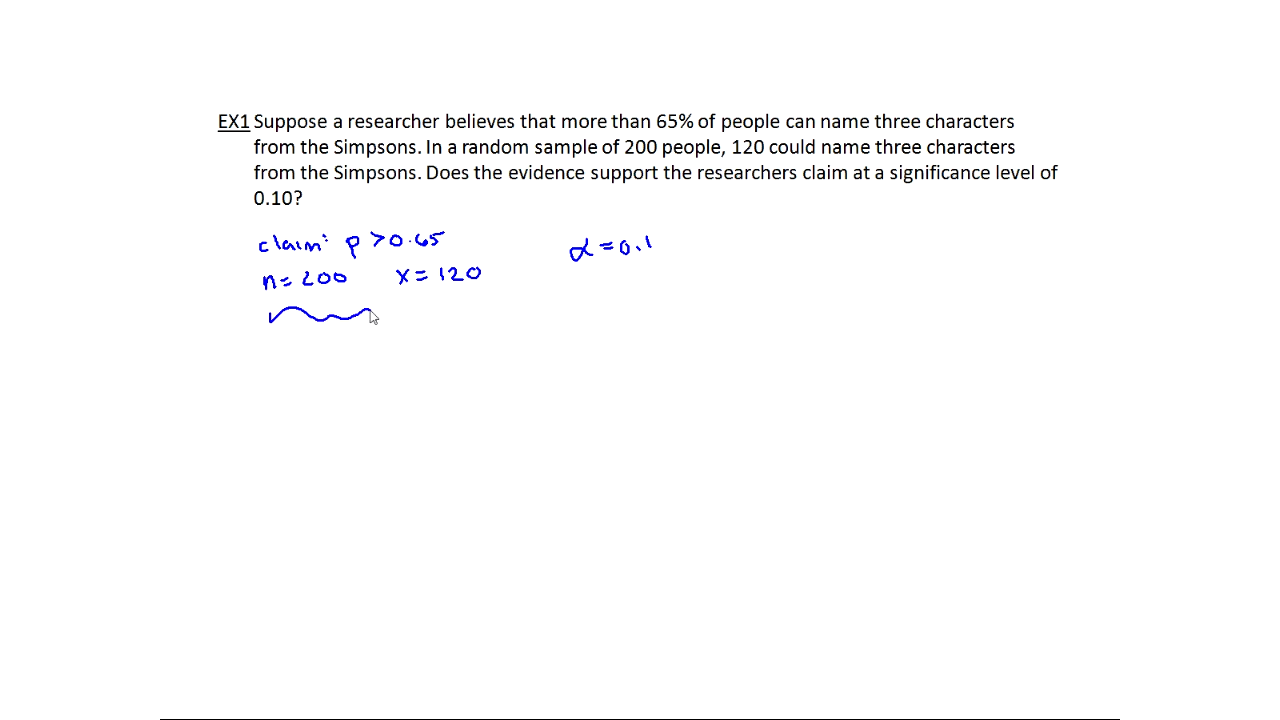 EX1 Suppose a researcher believes that more than 65% of people can name three characters
from the Simpsons. In a random sample of 200 people, 120 could name three characters
from the Simpsons. Does the evidence support the researchers claim at a significance level of
0.10?
claim: p > 0.65 α = 0.1
n = 200 x = 120